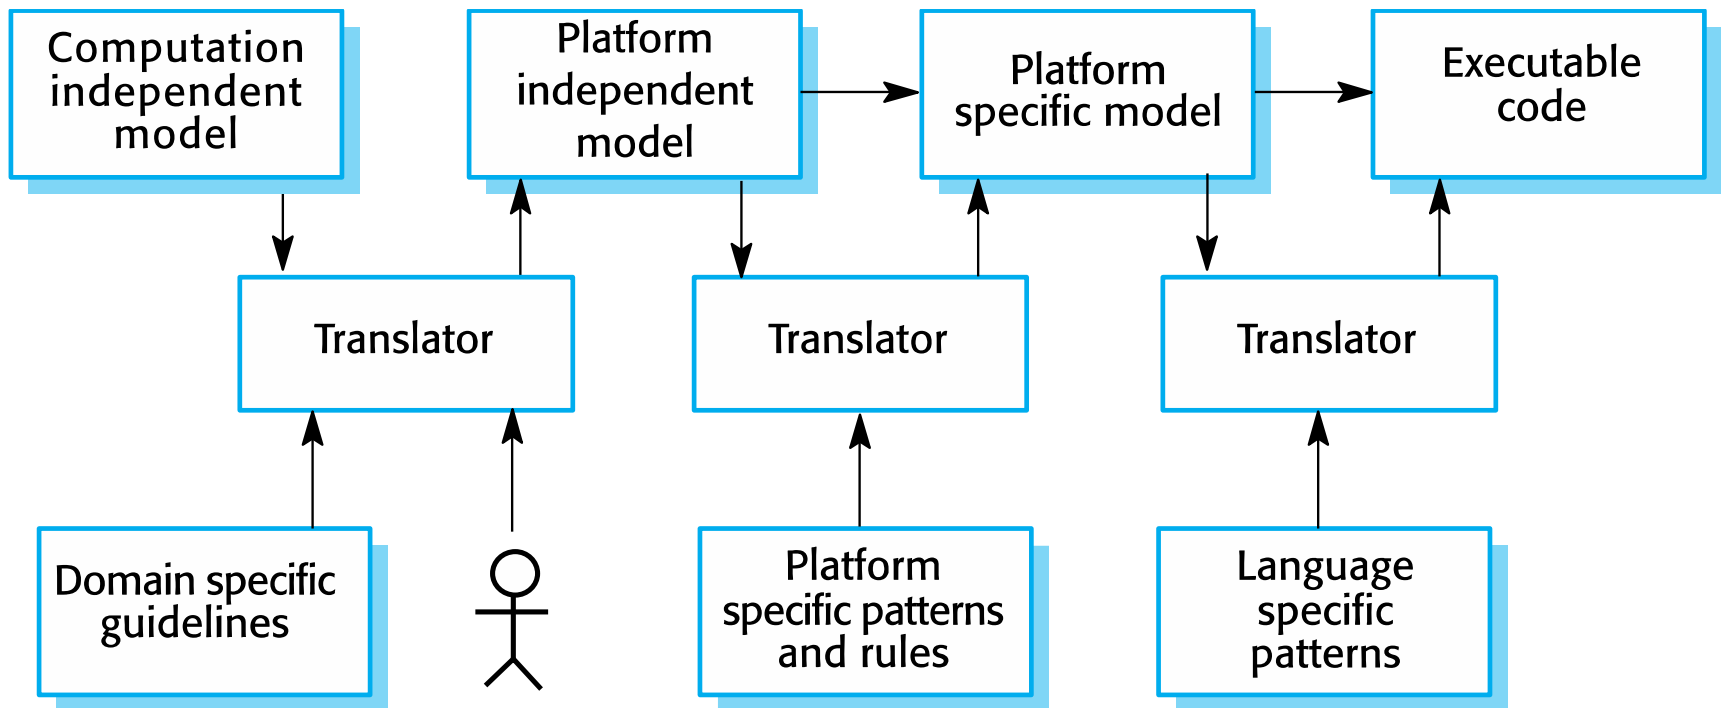 Computation
independent
model
Platform
independent
model
Platform
specific model
Executable
code
Translator
Translator
Translator
Domain specific
guidelines
Platform
specific patterns
and rules
Language
specific
patterns